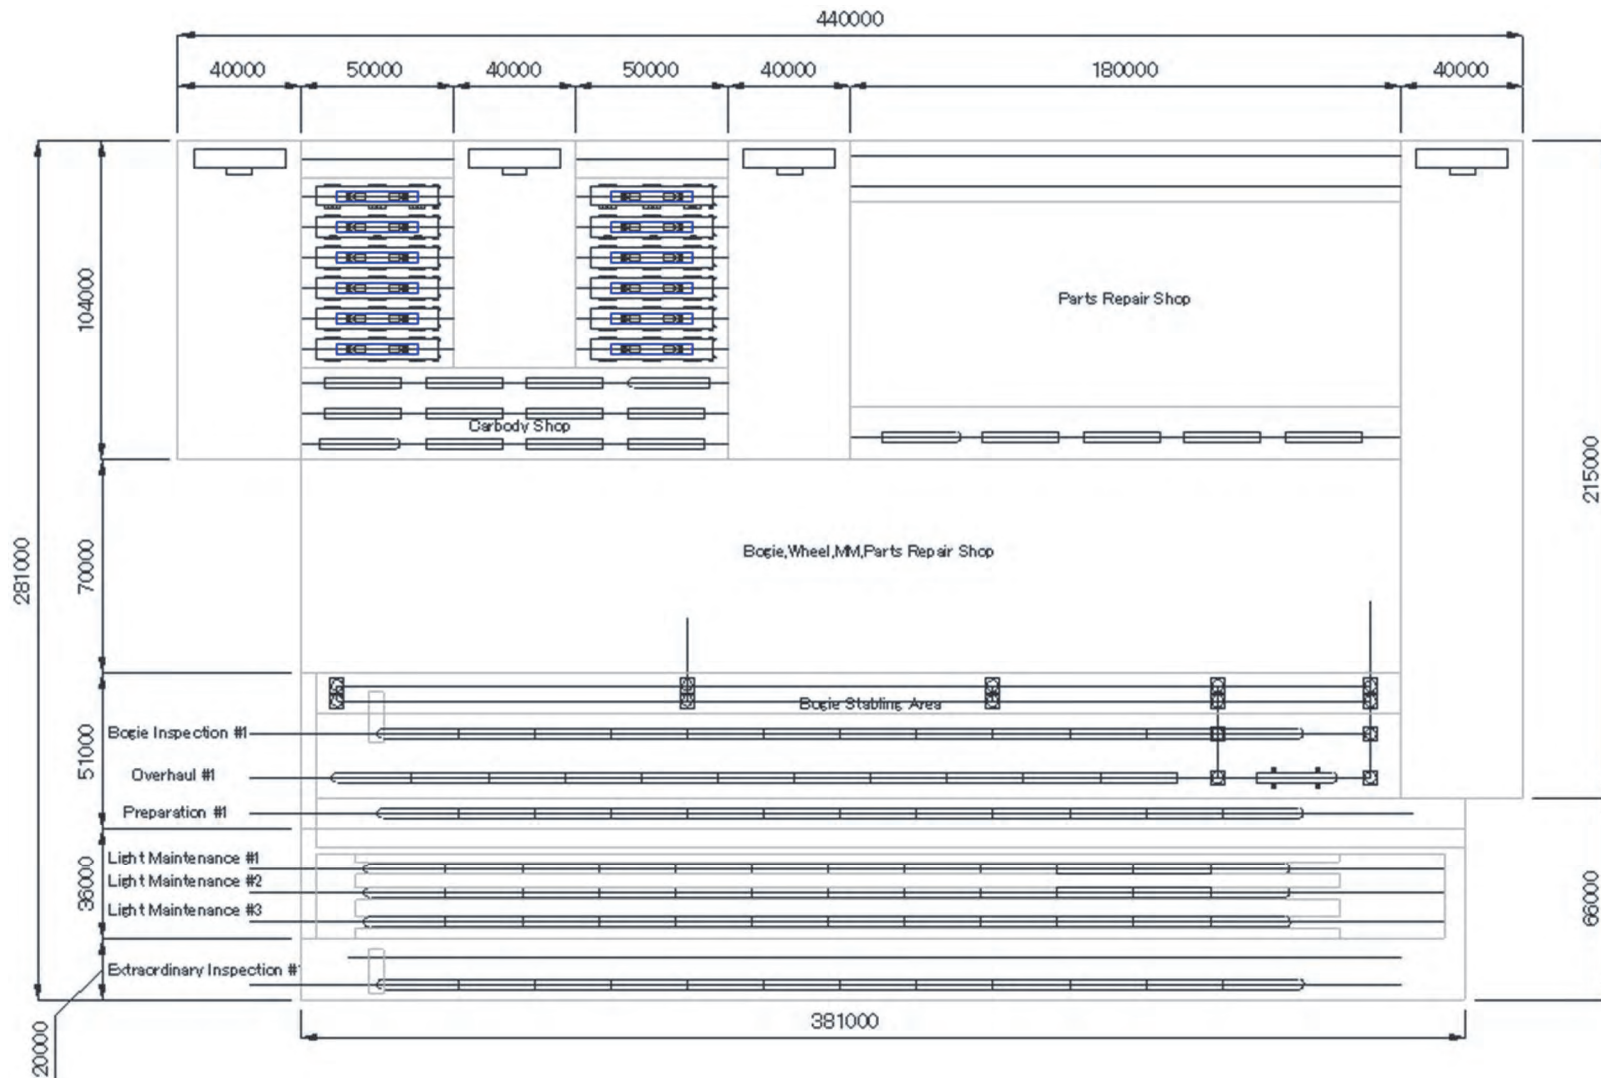 440000
40000 50000 40000 50000 40000 180000 40000
104000
Parts Repair Shop
Carbody Shop
215000
281000
70000
Bogie,Wheel,MM,Parts Repair Shop
Bogie Stabling Area
51000
Bogie Inspection #1
Overhaul #1
Preparation #1
36000
Light Maintenance #1
Light Maintenance #2
Light Maintenance #3
66000
Extraordinary Inspection #1
20000
381000